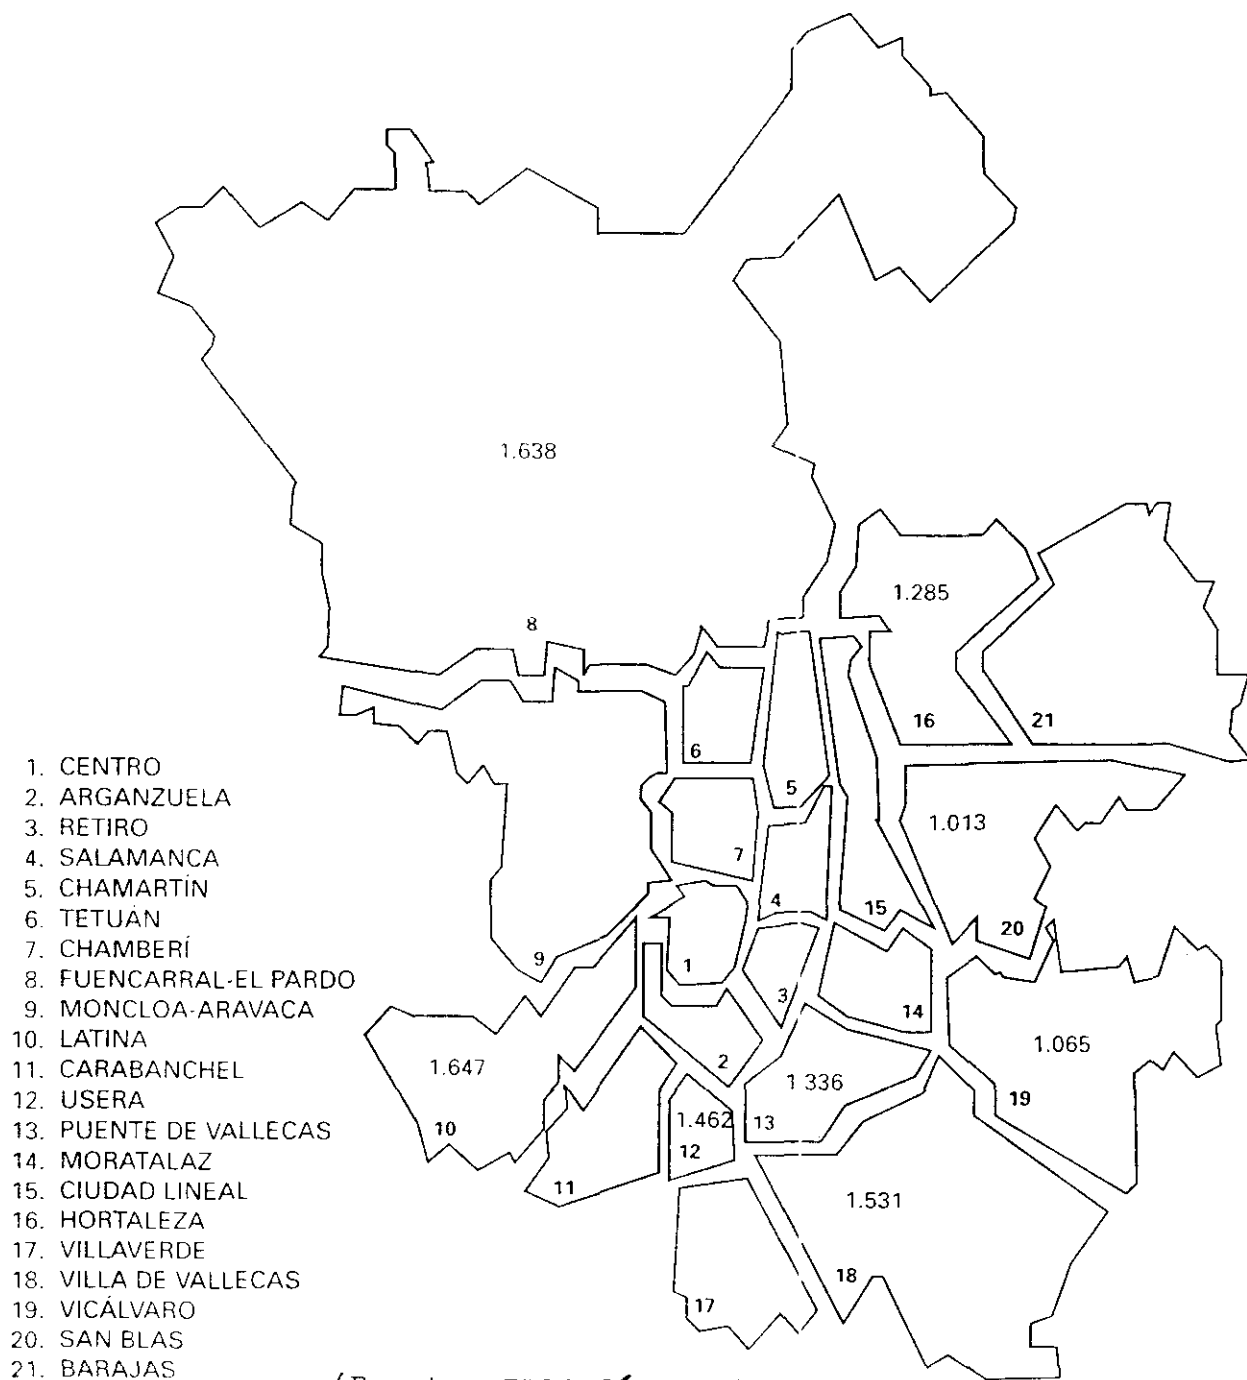 1.638
8
1.285
16
21
6
5
1.013
7
4
15
20
9
1
3
14
1.647
10
2
1.336
13
1.065
19
1.462
12
11
1.531
18
17
1. CENTRO
2. ARGANZUELA
3. RETIRO
4. SALAMANCA
5. CHAMARTÍN
6. TETUÁN
7. CHAMBERÍ
8. FUENCARRAL-EL PARDO
9. MONCLOA-ARAVACA
10. LATINA
11. CARABANCHEL
12. USERA
13. PUENTE DE VALLECAS
14. MORATALAZ
15. CIUDAD LINEAL
16. HORTALEZA
17. VILLAVERDE
18. VILLA DE VALLECAS
19. VICÁLVARO
20. SAN BLAS
21. BARAJAS